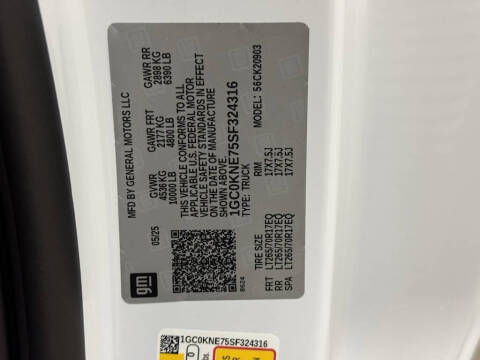 gm
MFD BY GENERAL MOTORS LLC
05/25
GVWR GAWR FRT GAWR RR
4536 KG 2177 KG 2898 KG
10000 LB 4800 LB 6390 LB
THIS VEHICLE CONFORMS TO ALL
APPLICABLE U.S. FEDERAL MOTOR
VEHICLE SAFETY STANDARDS IN EFFECT
ON THE DATE OF MANUFACTURE
SHOWN ABOVE.
1GC0KNE75SF324316
TYPE: TRUCK MODEL: 56CK20903
8624
TIRE SIZE RIM
FRT LT265/70R17EQ 17X7.5J
RR LT265/70R17EQ 17X7.5J
SPA LT265/70R17EQ 17X7.5J
1GC0KNE75SF324316